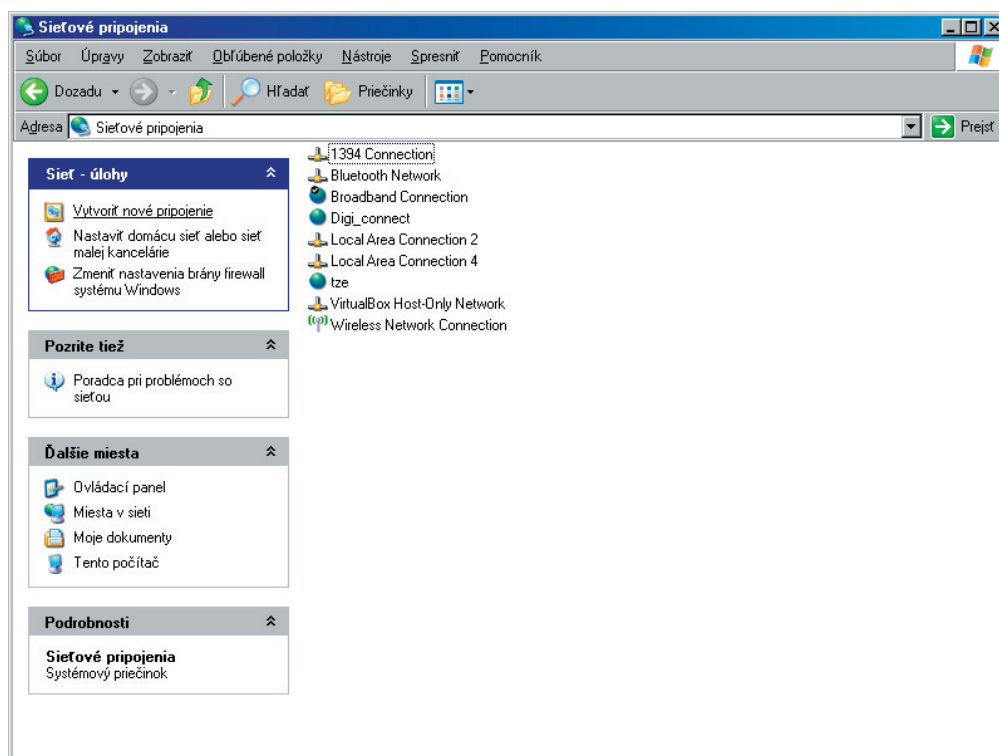 Sieťové pripojenia
Súbor Úpravy Zobraziť Obľúbené položky Nástroje Spresniť Pomocník
Dozadu Hľadať Priečinky
Adresa Sieťové pripojenia Prejsť
Sieť - úlohy
Vytvoriť nové pripojenie
Nastaviť domácu sieť alebo sieť
malej kancelárie
Zmeniť nastavenia brány firewall
systému Windows
Pozrite tiež
Poradca pri problémoch so
sieťou
Ďalšie miesta
Ovládací panel
Miesta v sieti
Moje dokumenty
Tento počítač
Podrobnosti
Sieťové pripojenia
Systémový priečinok
1394 Connection
Bluetooth Network
Broadband Connection
Digi_connect
Local Area Connection 2
Local Area Connection 4
tze
VirtualBox Host-Only Network
Wireless Network Connection